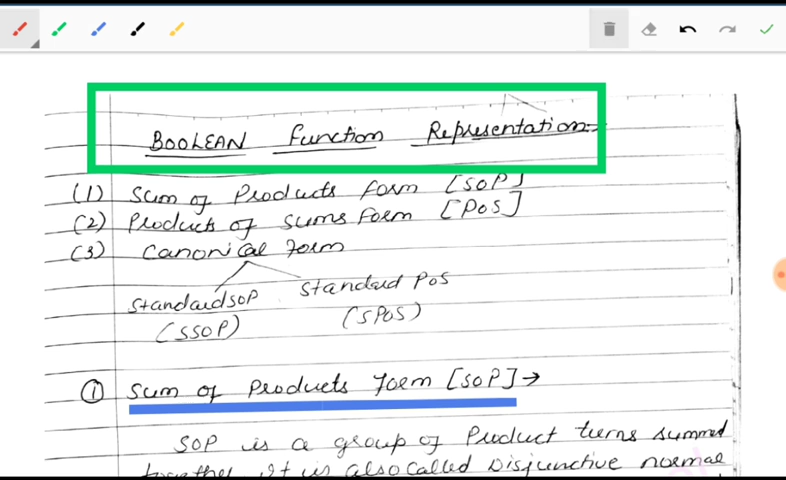 BOOLEAN Function Representation:-
(1) Sum of Products form [SOP]
(2) Products of sums form [POS]
(3) Canonical form
Standard SOP Standard POS
(SSOP) (SPOS)
① Sum of Products form [SOP] →
SOP is a group of Product turns summed
together. It is also called Disjunctive normal